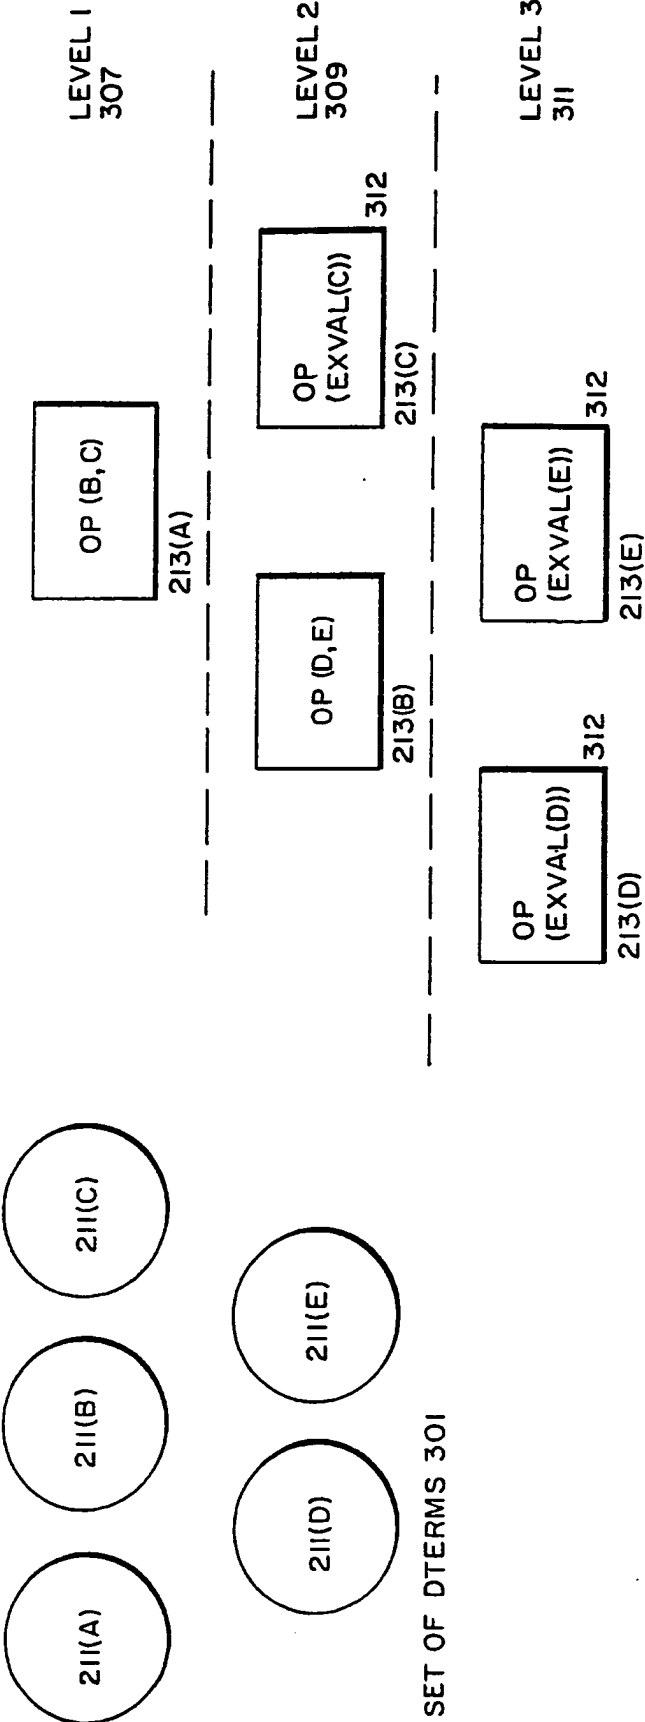 211(A)
211(B)
211(C)
211(D)
211(E)
SET OF DTERMS 301
OP (B,C)
213(A)
LEVEL 1
307
OP (D,E)
213(B)
OP
(EXVAL(C))
213(C)
312
LEVEL 2
309
OP
(EXVAL(D))
213(D)
312
OP
(EXVAL(E))
213(E)
312
LEVEL 3
311